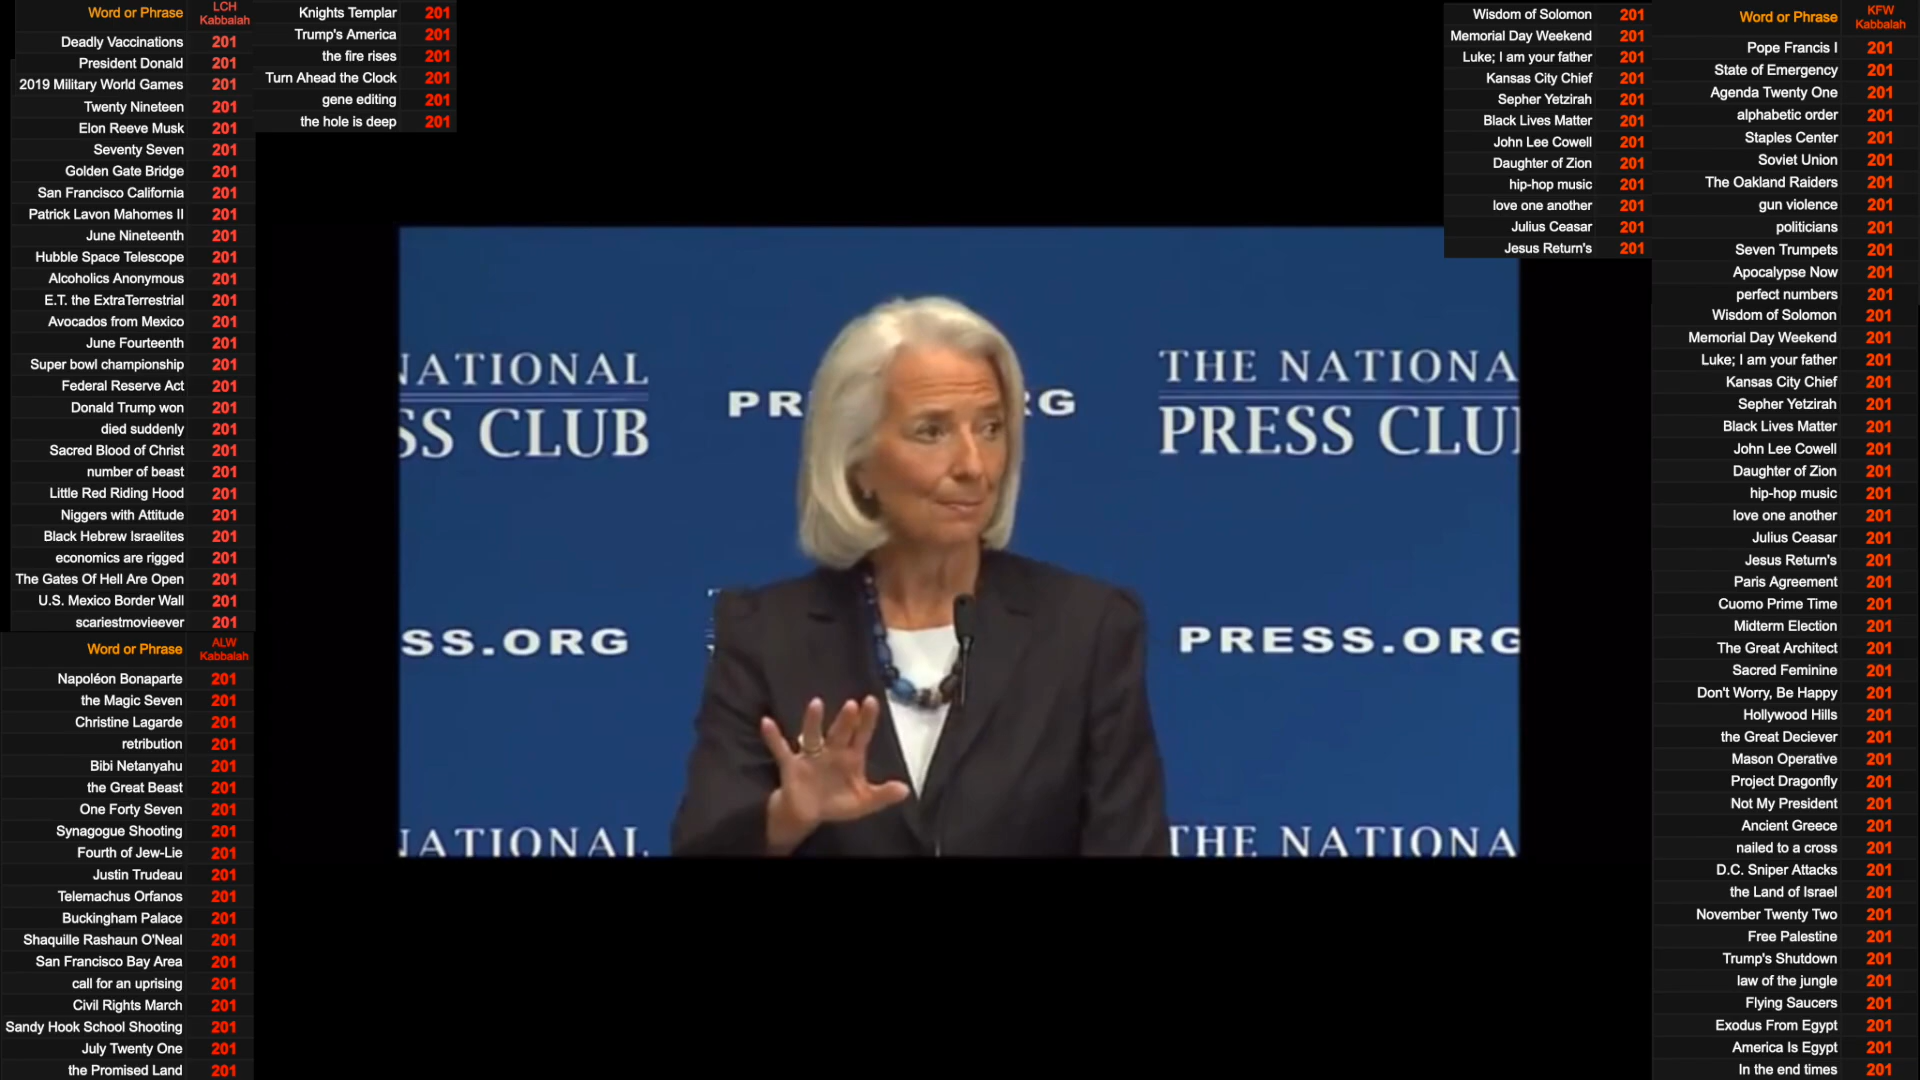 Word or Phrase LCH Kabbalah
Deadly Vaccinations 201
President Donald 201
2019 Military World Games 201
Twenty Nineteen 201
Elon Reeve Musk 201
Seventy Seven 201
Golden Gate Bridge 201
San Francisco California 201
Patrick Lavon Mahomes II 201
June Nineteenth 201
Hubble Space Telescope 201
Alcoholics Anonymous 201
E.T. the ExtraTerrestrial 201
Avocados from Mexico 201
June Fourteenth 201
Super bowl championship 201
Federal Reserve Act 201
Donald Trump won 201
died suddenly 201
Sacred Blood of Christ 201
number of beast 201
Little Red Riding Hood 201
Niggers with Attitude 201
Black Hebrew Israelites 201
economics are rigged 201
The Gates Of Hell Are Open 201
U.S. Mexico Border Wall 201
scariestmovieever 201
Word or Phrase ALW Kabbalah
Napoléon Bonaparte 201
the Magic Seven 201
Christine Lagarde 201
retribution 201
Bibi Netanyahu 201
the Great Beast 201
One Forty Seven 201
Synagogue Shooting 201
Fourth of Jew-Lie 201
Justin Trudeau 201
Telemachus Orfanos 201
Buckingham Palace 201
Shaquille Rashaun O'Neal 201
San Francisco Bay Area 201
call for an uprising 201
Civil Rights March 201
Sandy Hook School Shooting 201
July Twenty One 201
the Promised Land 201
Knights Templar 201
Trump's America 201
the fire rises 201
Turn Ahead the Clock 201
gene editing 201
the hole is deep 201
NATIONAL
SS CLUB
PR RG
THE NATIONA
PRESS CLU
SS.ORG
PRESS.ORG
NATIONAL
THE NATIONA
Wisdom of Solomon 201
Memorial Day Weekend 201
Luke; I am your father 201
Kansas City Chief 201
Sepher Yetzirah 201
Black Lives Matter 201
John Lee Cowell 201
Daughter of Zion 201
hip-hop music 201
love one another 201
Julius Ceasar 201
Jesus Return's 201
Word or Phrase KFW Kabbalah
Pope Francis I 201
State of Emergency 201
Agenda Twenty One 201
alphabetic order 201
Staples Center 201
Soviet Union 201
The Oakland Raiders 201
gun violence 201
politicians 201
Seven Trumpets 201
Apocalypse Now 201
perfect numbers 201
Wisdom of Solomon 201
Memorial Day Weekend 201
Luke; I am your father 201
Kansas City Chief 201
Sepher Yetzirah 201
Black Lives Matter 201
John Lee Cowell 201
Daughter of Zion 201
hip-hop music 201
love one another 201
Julius Ceasar 201
Jesus Return's 201
Paris Agreement 201
Cuomo Prime Time 201
Midterm Election 201
The Great Architect 201
Sacred Feminine 201
Don't Worry, Be Happy 201
Hollywood Hills 201
the Great Deciever 201
Mason Operative 201
Project Dragonfly 201
Not My President 201
Ancient Greece 201
nailed to a cross 201
D.C. Sniper Attacks 201
the Land of Israel 201
November Twenty Two 201
Free Palestine 201
Trump's Shutdown 201
law of the jungle 201
Flying Saucers 201
Exodus From Egypt 201
America Is Egypt 201
In the end times 201